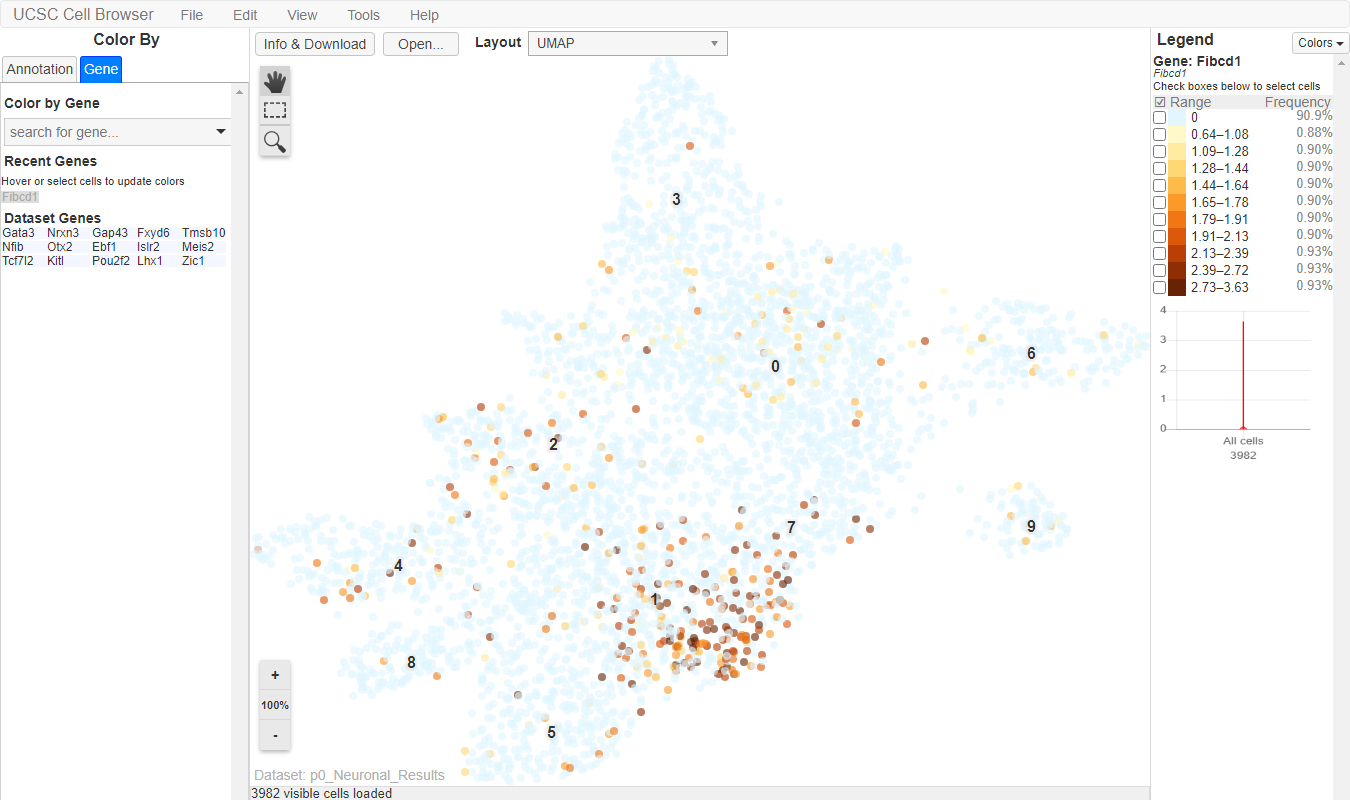 UCSC Cell Browser File Edit View Tools Help
Color By
Annotation Gene
Color by Gene
search for gene...
Recent Genes
Hover or select cells to update colors
Fibcd1
Dataset Genes
Gata3 Nrxn3 Gap43 Fxyd6 Tmsb10
Nfib Otx2 Ebf1 Islr2 Meis2
Tcf7l2 Kitl Pou2f2 Lhx1 Zic1
Info & Download Open... Layout UMAP
3
0
6
2
7
9
4
1
8
5
+
100%
-
Dataset: p0_Neuronal_Results
3982 visible cells loaded
Legend Colors
Gene: Fibcd1
Fibcd1
Check boxes below to select cells
Range Frequency
0 90.9%
0.64–1.08 0.88%
1.09–1.28 0.90%
1.28–1.44 0.90%
1.44–1.64 0.90%
1.65–1.78 0.90%
1.79–1.91 0.90%
1.91–2.13 0.90%
2.13–2.39 0.93%
2.39–2.72 0.93%
2.73–3.63 0.93%
4
3
2
1
0
All cells
3982